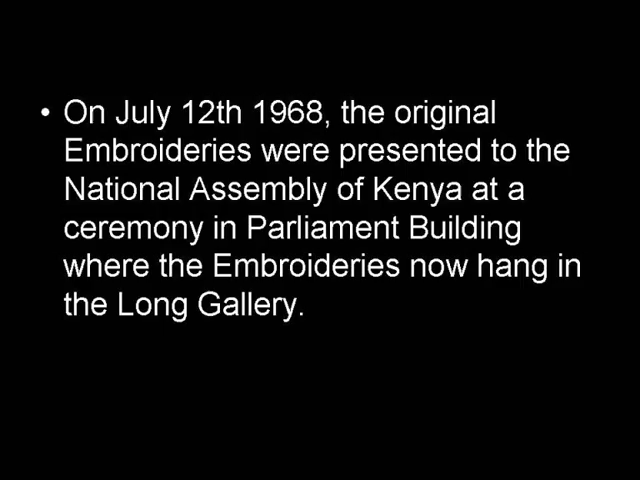 • On July 12th 1968, the original
Embroideries were presented to the
National Assembly of Kenya at a
ceremony in Parliament Building
where the Embroideries now hang in
the Long Gallery.